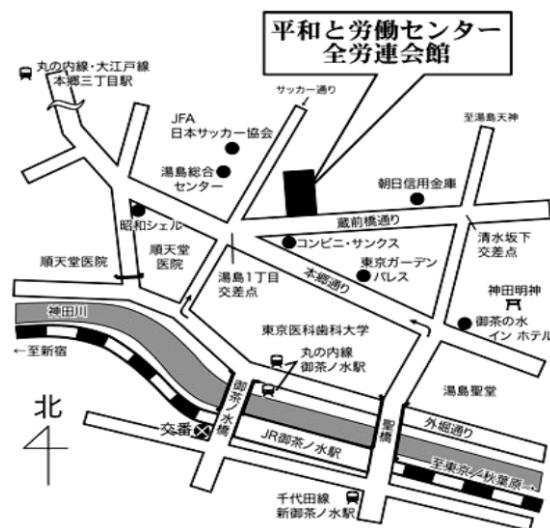 平和と労働センター
全労連会館
丸の内線・大江戸線
本郷三丁目駅
サッカー通り
JFA
日本サッカー協会
至湯島天神
湯島総合
センター
朝日信用金庫
昭和シェル
蔵前橋通り
順天堂
医院
順天堂医院
コンビニ・サンクス
清水坂下
交差点
湯島1丁目
交差点
本郷通り
東京ガーデン
パレス
神田明神
神田川
東京医科歯科大学
御茶の水
イン ホテル
←至新宿
丸の内線
御茶ノ水駅
湯島聖堂
北
御茶ノ水橋
聖橋
外堀通り
交番
JR御茶ノ水駅
至東京／秋葉原→
千代田線
新御茶ノ水駅